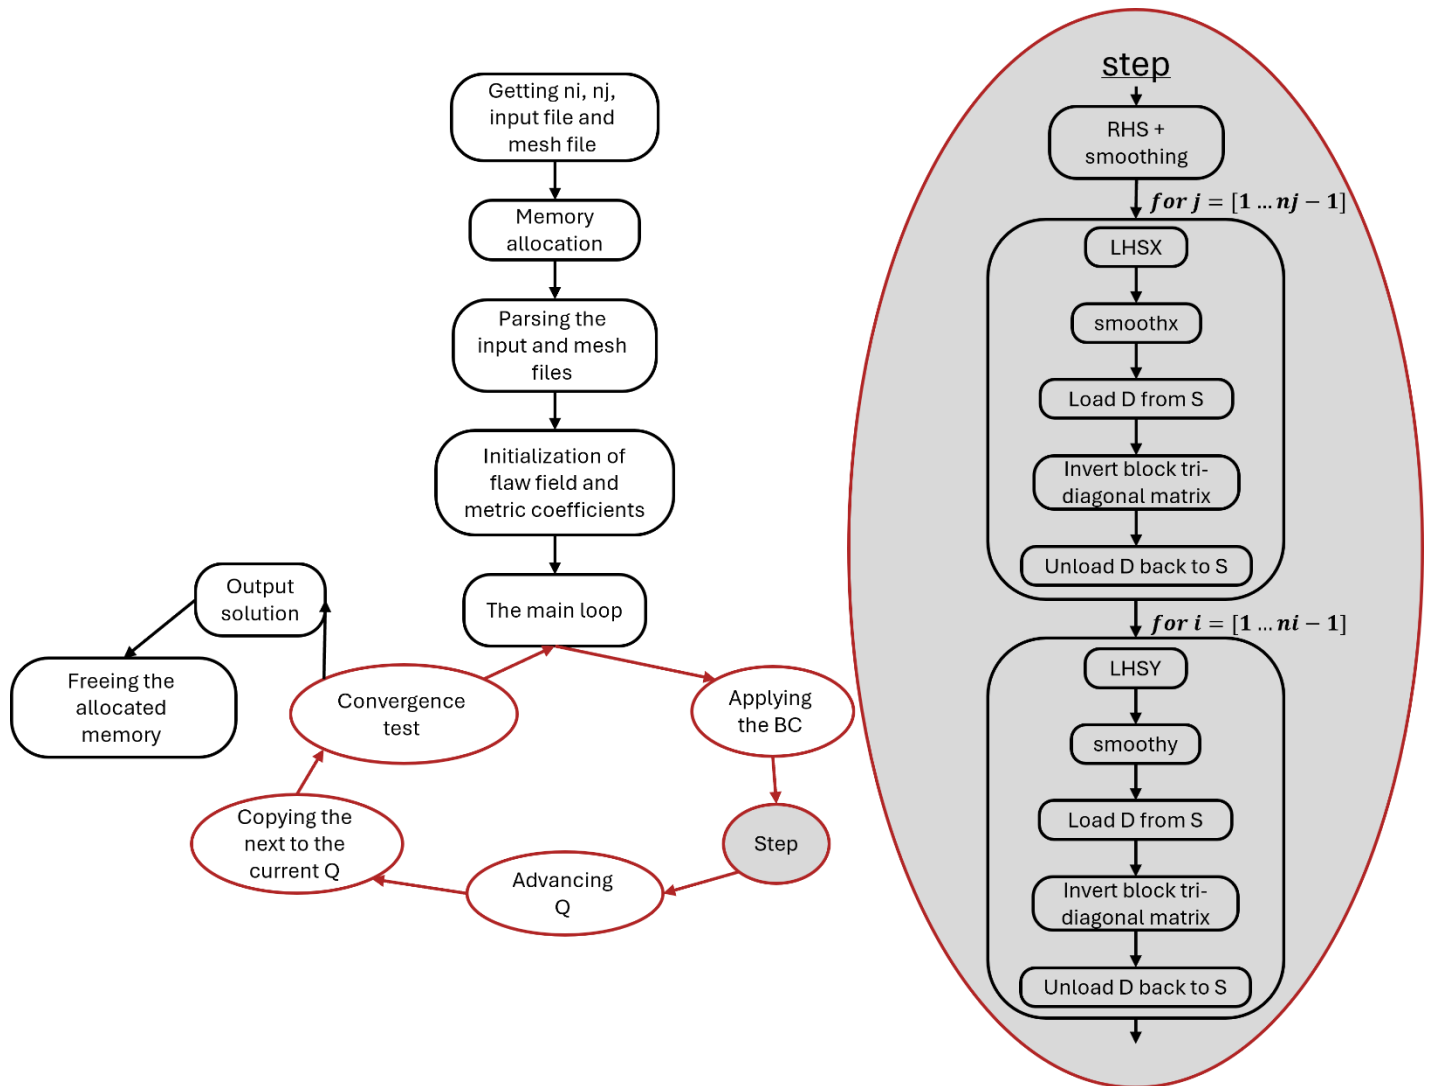 Getting ni, nj,
input file and
mesh file
Memory
allocation
Parsing the
input and mesh
files
Initialization of
flaw field and
metric coefficients
The main loop
Applying
the BC
Step
Advancing
Q
Copying the
next to the
current Q
Convergence
test
Output
solution
Freeing the
allocated
memory
step
RHS +
smoothing
for j = [1 … nj − 1]
LHSX
smoothx
Load D from S
Invert block tri-
diagonal matrix
Unload D back to S
for i = [1 … ni − 1]
LHSY
smoothy
Load D from S
Invert block tri-
diagonal matrix
Unload D back to S